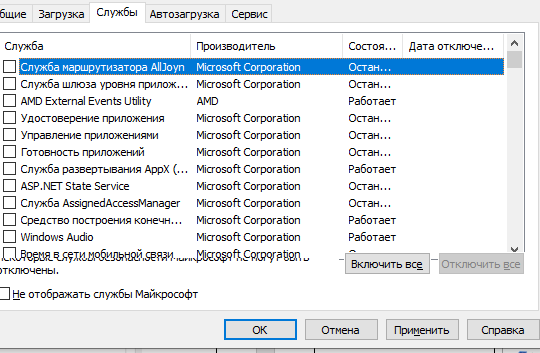 бщие Загрузка Службы Автозагрузка Сервис
Служба Производитель Состоя... Дата отключе...
Служба маршрутизатора AllJoyn Microsoft Corporation Остан...
Служба шлюза уровня прилож... Microsoft Corporation Остан...
AMD External Events Utility AMD Работает
Удостоверение приложения Microsoft Corporation Остан...
Управление приложениями Microsoft Corporation Остан...
Готовность приложений Microsoft Corporation Остан...
Служба развертывания AppX (... Microsoft Corporation Работает
ASP.NET State Service Microsoft Corporation Остан...
Служба AssignedAccessManager Microsoft Corporation Остан...
Средство построения конечн... Microsoft Corporation Работает
Windows Audio Microsoft Corporation Работает
Время в сети мобильной связи Microsoft Corporation Остан...
отключены.
Включить все Отключить все
Не отображать службы Майкрософт
ОК Отмена Применить Справка